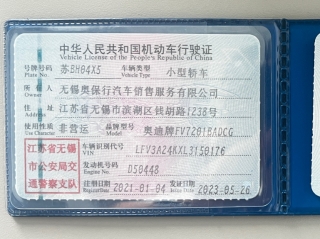 中华人民共和国机动车行驶证
Vehicle License of the People's Republic of China
号牌号码 苏BH04X5 车辆类型 小型轿车
Plate No. Vehicle Type
所有人 无锡奥保行汽车销售服务有限公司
Owner
住址 江苏省无锡市滨湖区钱胡路1238号
Address
使用性质 非营运 品牌型号 奥迪牌FV7201BADCG
Use Character Model
江苏省无锡市公安局交通警察支队
车辆识别代号 LFV3A24KXL3150176
VIN
发动机号码 D50448
Engine No.
注册日期 2021-01-04 发证日期 2023-05-26
Register Date Issue Date